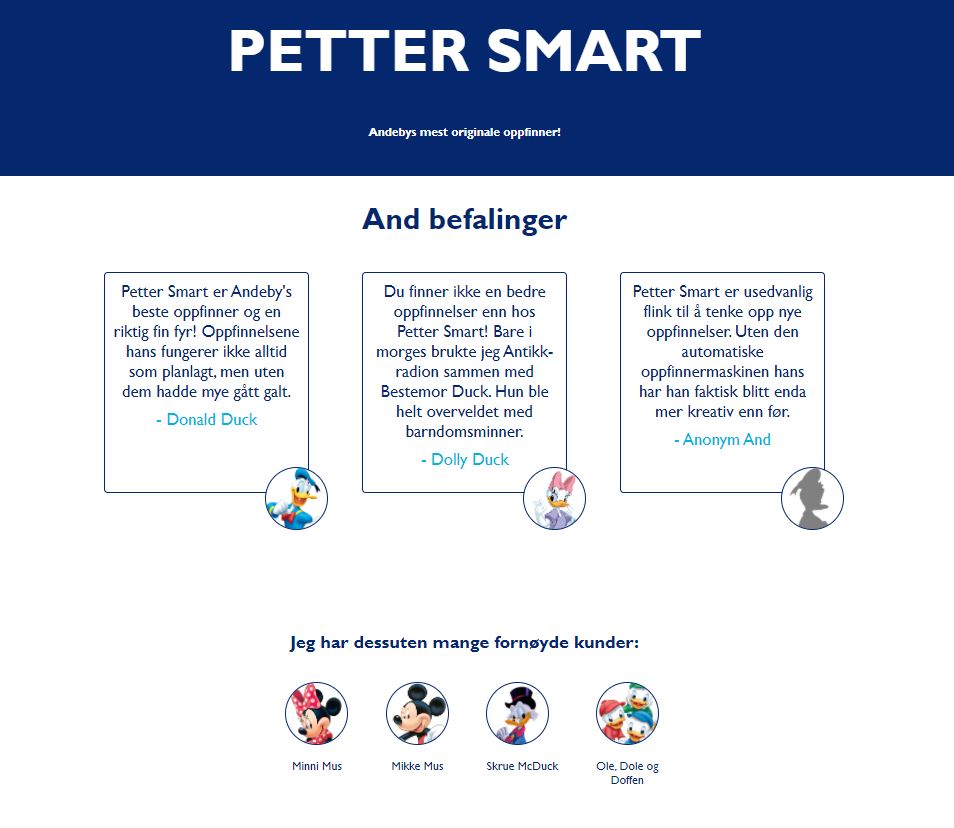 PETTER SMART
Andebys mest originale oppfinner!
And befalinger
Petter Smart er Andeby's
beste oppfinner og en
riktig fin fyr! Oppfinnelsene
hans fungerer ikke alltid
som planlagt, men uten
dem hadde mye gått galt.
- Donald Duck
Du finner ikke en bedre
oppfinnelser enn hos
Petter Smart! Bare i
morges brukte jeg Antikk-
radion sammen med
Bestemor Duck. Hun ble
helt overveldet med
barndomsminner.
- Dolly Duck
Petter Smart er usedvanlig
flink til å tenke opp nye
oppfinnelser. Uten den
automatiske
oppfinnermaskinen hans
har han faktisk blitt enda
mer kreativ enn før.
- Anonym And
Jeg har dessuten mange fornøyde kunder:
Minni Mus
Mikke Mus
Skrue McDuck
Ole, Dole og
Doffen